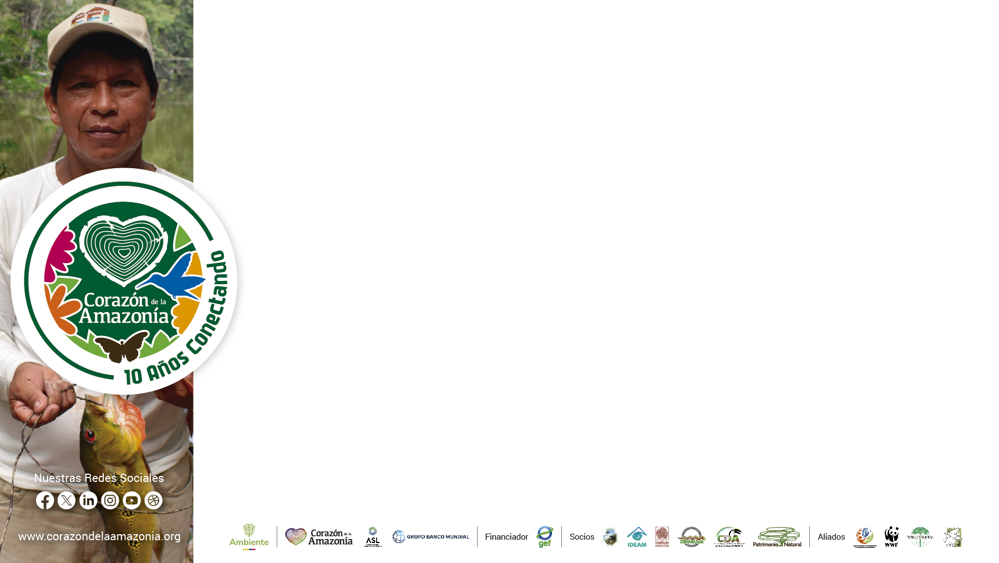 Corazón de la
Amazonía
10 Años Conectando
Nuestras Redes Sociales
www.corazondelaamazonia.org
Ambiente
Corazón de la
Amazonía
ASL
GRUPO BANCO MUNDIAL
Financiador
gef
Socios
IDEAM
Instituto
SINCHI
CORPOAMAZONIA
CDA
Patrimonio Natural
Aliados
WWF